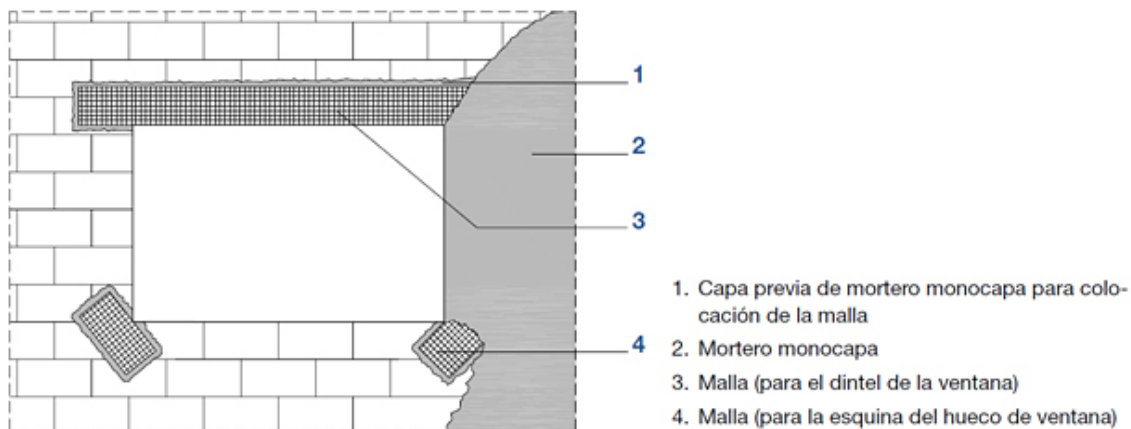 1
2
3
4
1. Capa previa de mortero monocapa para colo-
cación de la malla
2. Mortero monocapa
3. Malla (para el dintel de la ventana)
4. Malla (para la esquina del hueco de ventana)